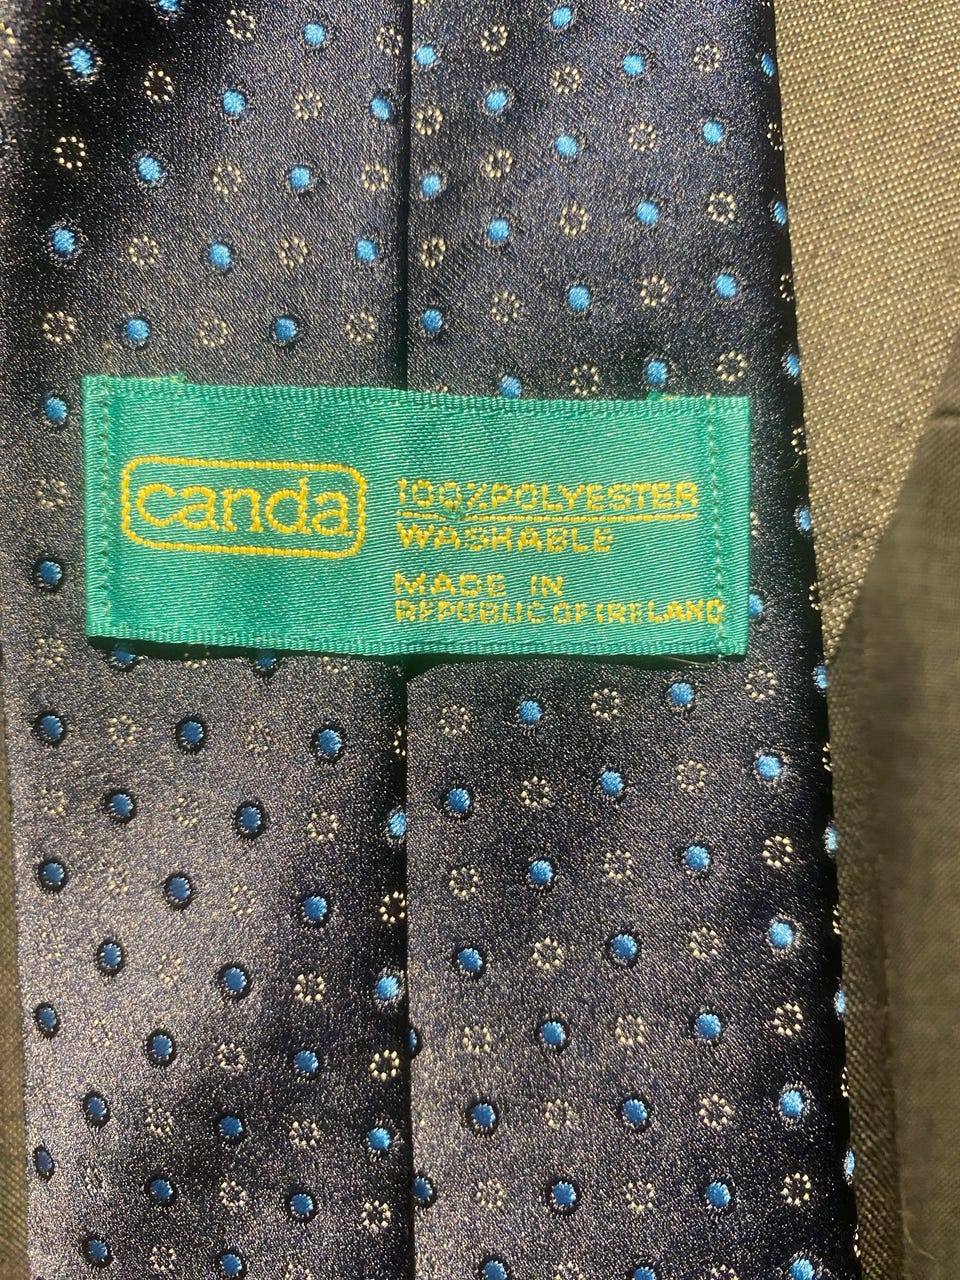 canda
100% POLYESTER
WASHABLE
MADE IN
REPUBLIC OF IRELAND